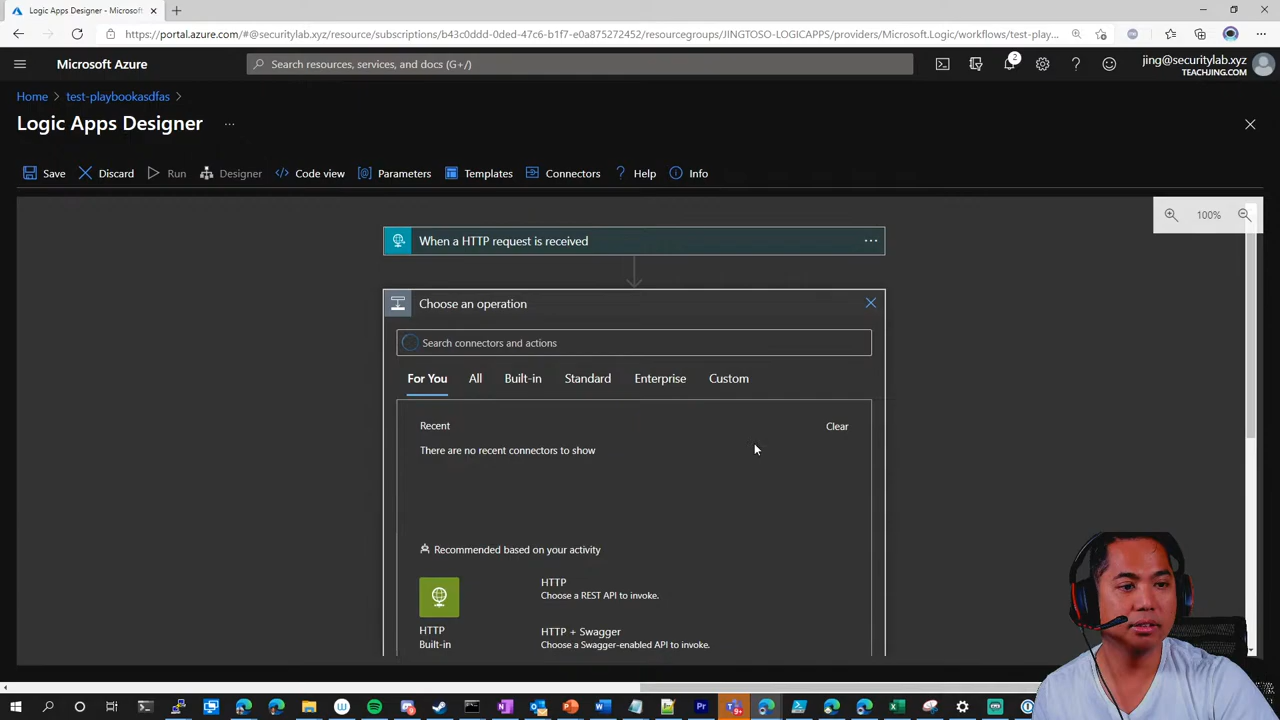 Logic Apps Designer - Microsoft
https://portal.azure.com/#@securitylab.xyz/resource/subscriptions/b43c0ddd-0ded-47c6-b1f7-e0a875272452/resourcegroups/JINGTOSO-LOGICAPPS/providers/Microsoft.Logic/workflows/test-play...
Microsoft Azure
Search resources, services, and docs (G+/)
2
jing@securitylab.xyz
TEACHJING.COM
Home > test-playbookasdfas >
Logic Apps Designer ...
Save Discard Run Designer Code view Parameters Templates Connectors Help Info
100%
When a HTTP request is received
Choose an operation
Search connectors and actions
For You All Built-in Standard Enterprise Custom
Recent Clear
There are no recent connectors to show
Recommended based on your activity
HTTP
Choose a REST API to invoke.
HTTP
Built-in
HTTP + Swagger
Choose a Swagger-enabled API to invoke.